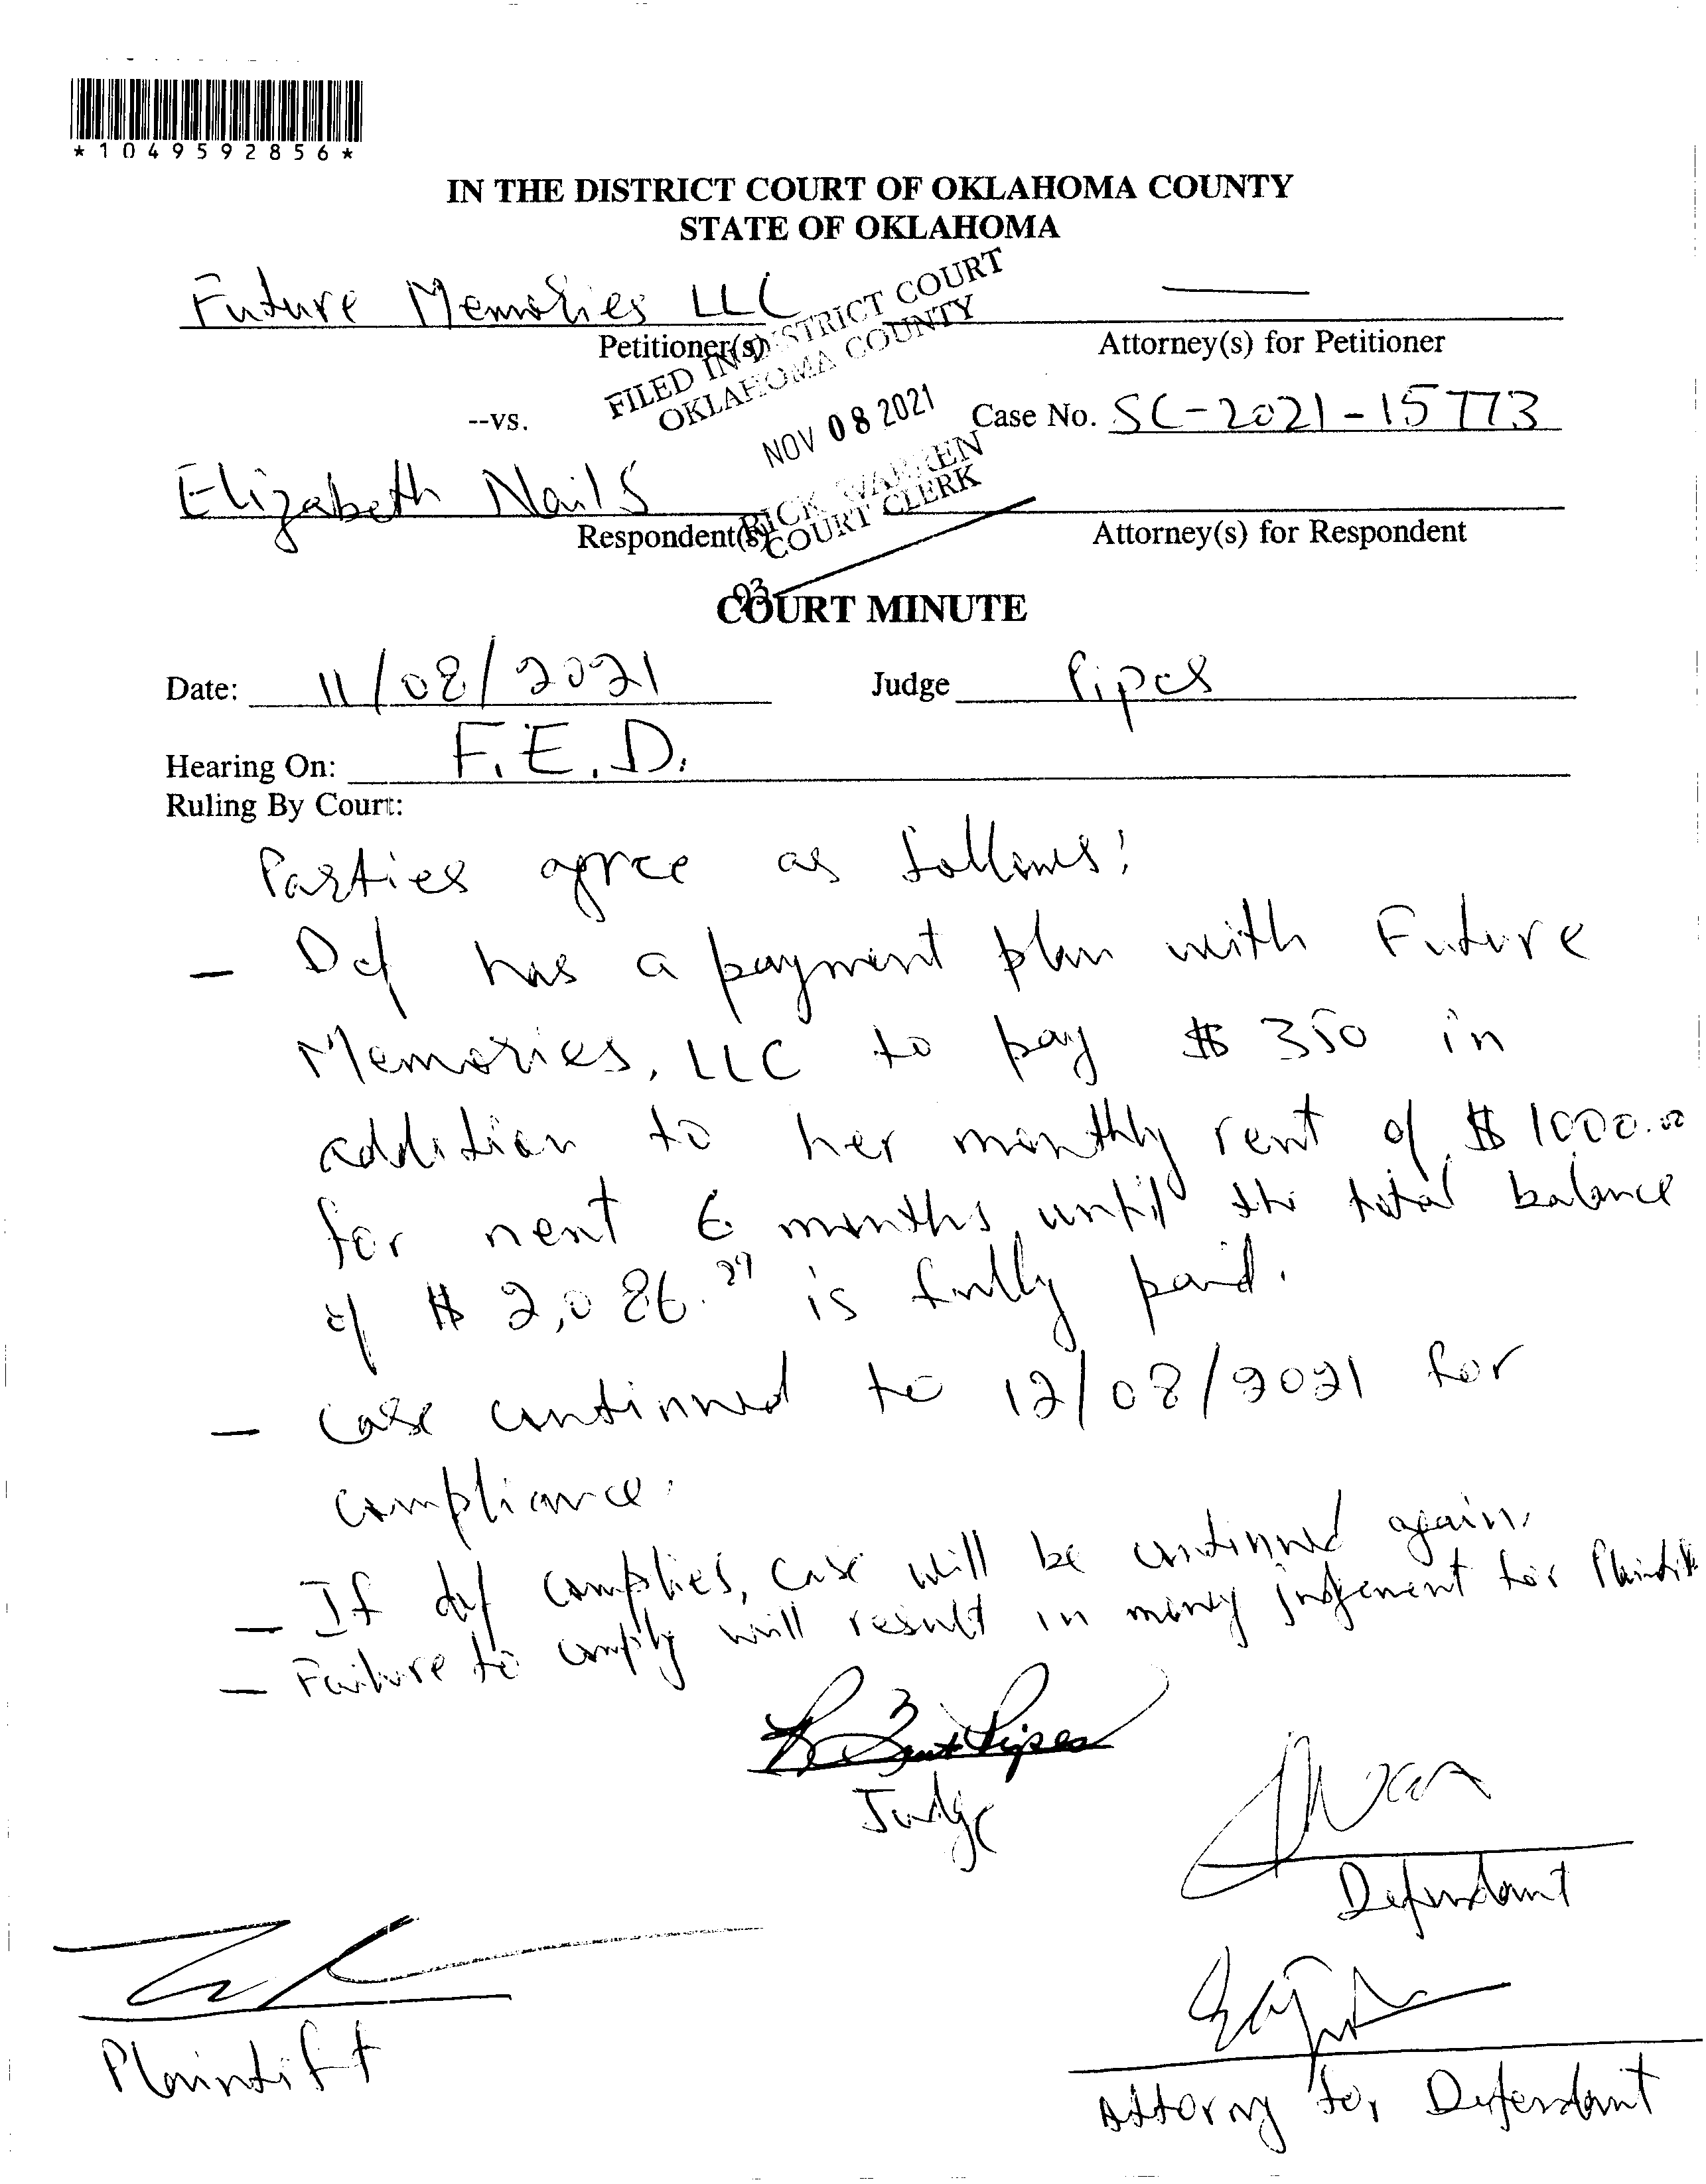 *1049592856*
IN THE DISTRICT COURT OF OKLAHOMA COUNTY
STATE OF OKLAHOMA
Future Memories LLC
Petitioner(s)
Attorney(s) for Petitioner
FILED IN DISTRICT COURT
OKLAHOMA COUNTY
--vs.
NOV 08 2021
Case No. SC-2021-15773
RICK WARREN
COURT CLERK
Elizabeth Nails
Respondent(s)
Attorney(s) for Respondent
93
COURT MINUTE
Date: 11/08/2021 Judge Pipes
Hearing On: F.E.D.
Ruling By Court:
Parties agree as follows:
- Def has a payment plan with Future
Memories, LLC to pay $350 in
addition to her monthly rent of $1000.00
for next 6 months, until the total balance
of $2,086.29 is fully paid.
- Case continued to 12/08/2021 for
compliance.
- If def complies, case will be continued again.
- Failure to comply will result in money judgement for Plaintiff
Judge
Defendant
Plaintiff
Attorny for Defendant